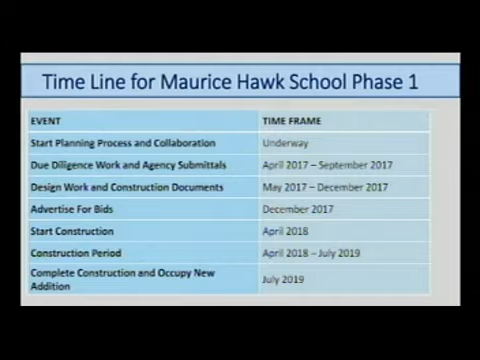 Time Line for Maurice Hawk School Phase 1
EVENT TIME FRAME
Start Planning Process and Collaboration Underway
Due Diligence Work and Agency Submittals April 2017 – September 2017
Design Work and Construction Documents May 2017 – December 2017
Advertise For Bids December 2017
Start Construction April 2018
Construction Period April 2018 – July 2019
Complete Construction and Occupy New
Addition July 2019